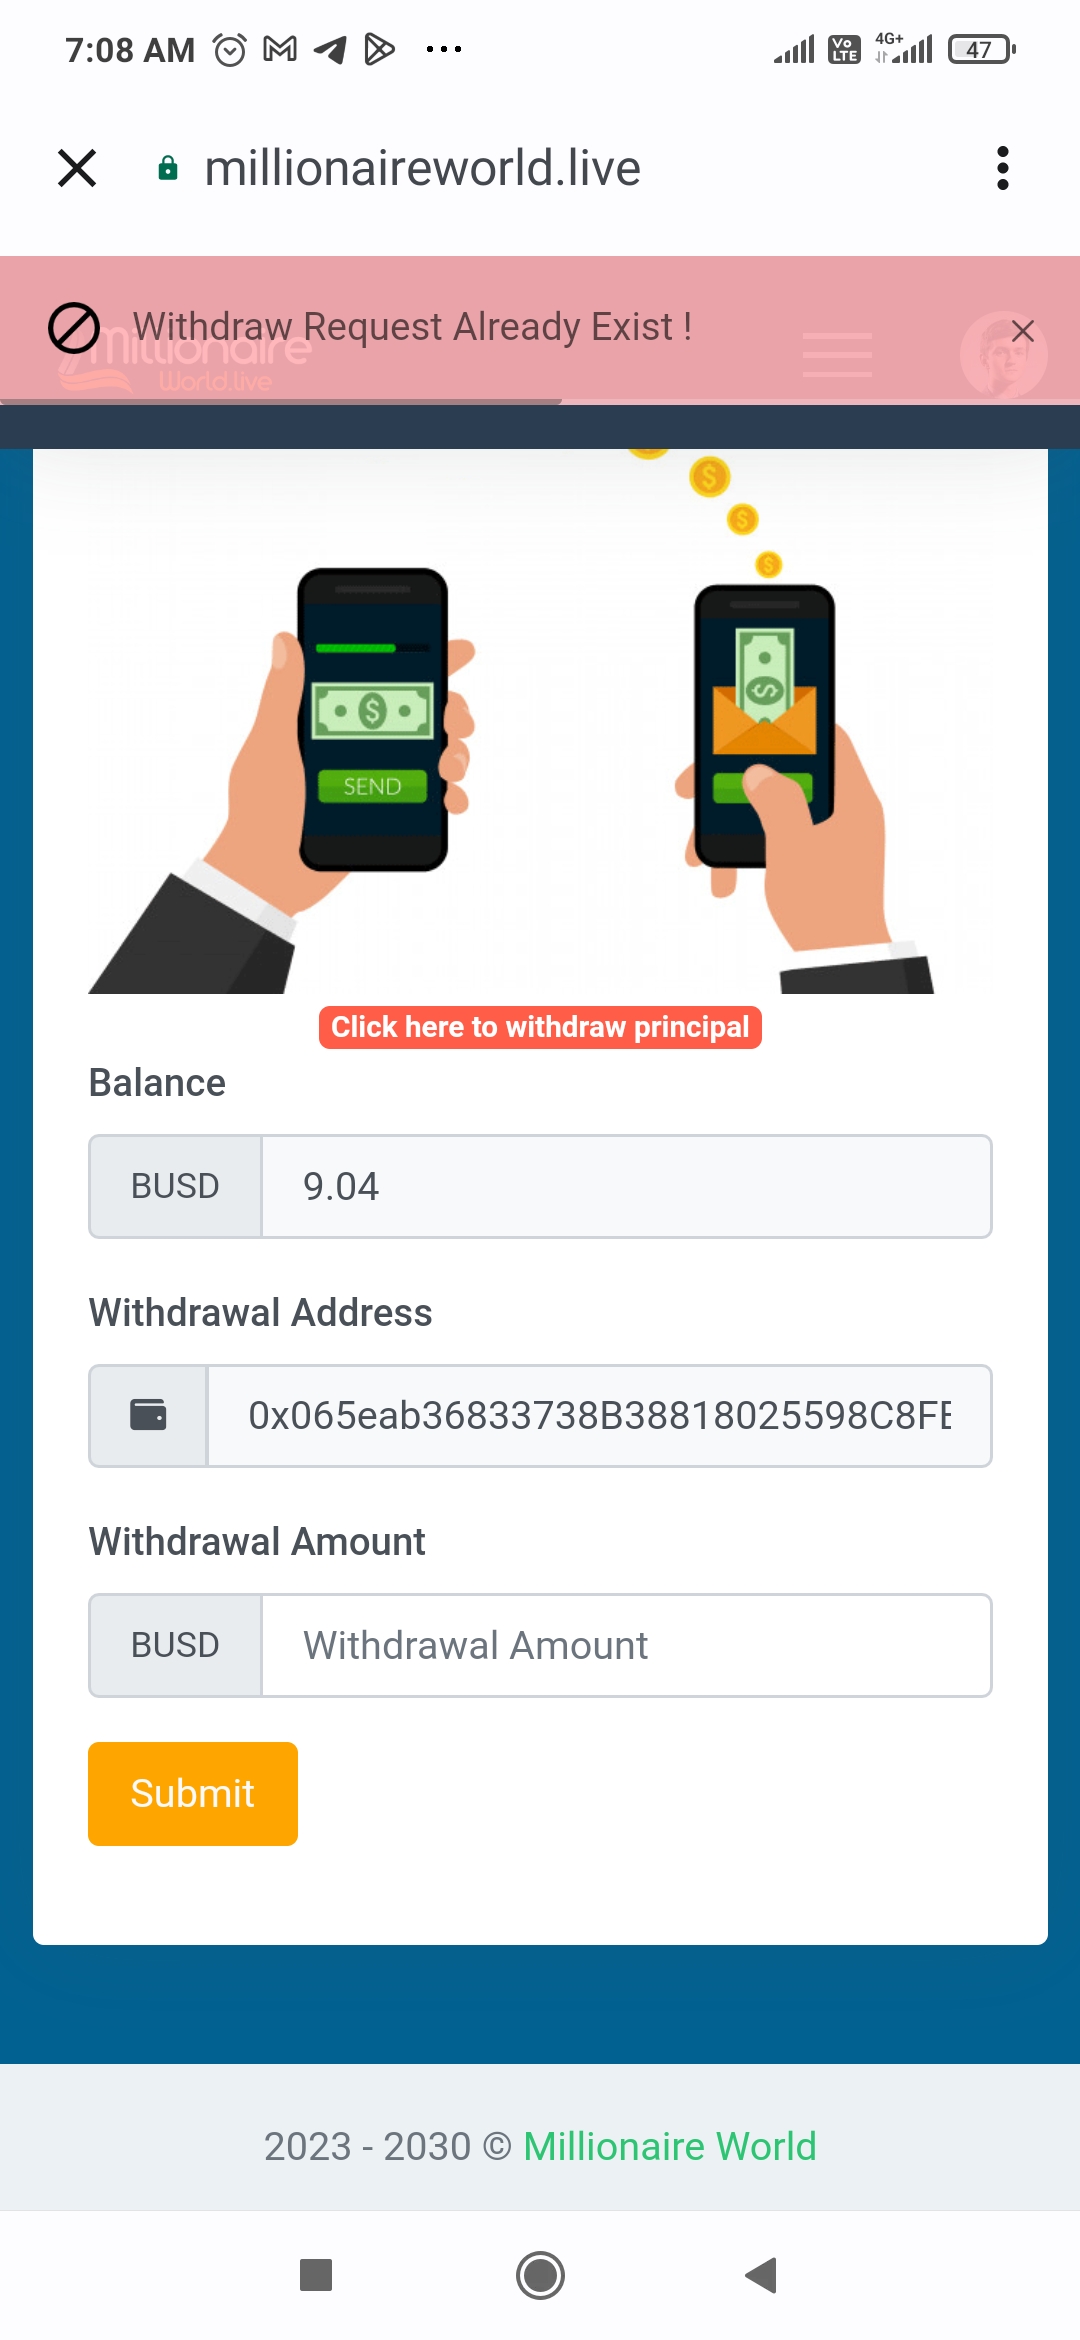 7:08 AM
Vo LTE 4G+ 47
millionaireworld.live
Withdraw Request Already Exist !
Millionaire
World.live
SEND
Click here to withdraw principal
Balance
BUSD 9.04
Withdrawal Address
0x065eab36833738B38818025598C8F
Withdrawal Amount
BUSD Withdrawal Amount
Submit
2023 - 2030 © Millionaire World